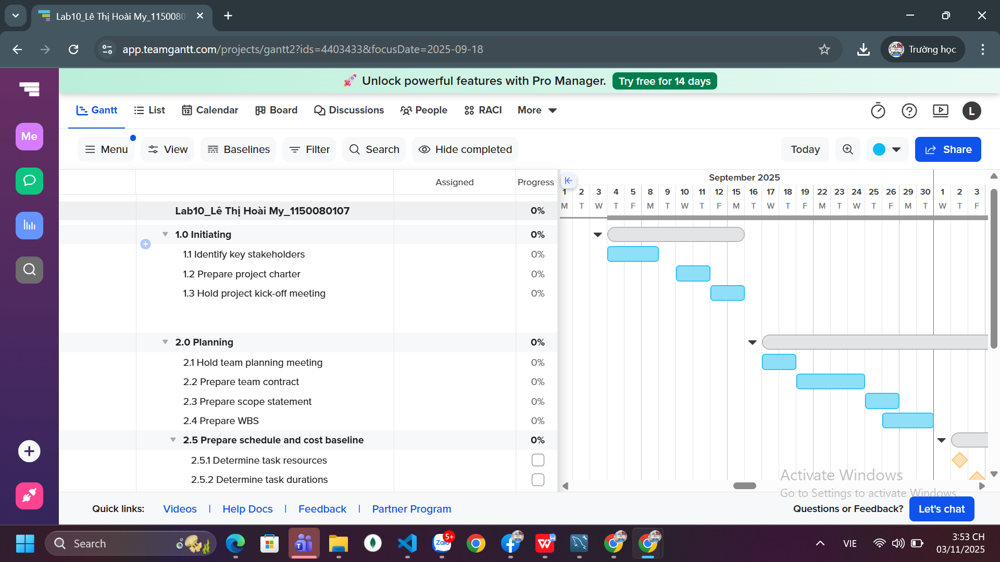 Lab10_Lê Thị Hoài My_1150080
app.teamgantt.com/projects/gantt2?ids=4403433&focusDate=2025-09-18
Trường học
Unlock powerful features with Pro Manager. Try free for 14 days
Gantt List Calendar Board Discussions People RACI More
L
Me
Menu View Baselines Filter Search Hide completed Today Share
Assigned Progress
September 2025
1 2 3 4 5 8 9 10 11 12 15 16 17 18 19 22 23 24 25 26 29 30 1 2 3
M T W T F M T W T F M T W T F M T W T F M T W T F
Lab10_Lê Thị Hoài My_1150080107 0%
1.0 Initiating 0%
1.1 Identify key stakeholders 0%
1.2 Prepare project charter 0%
1.3 Hold project kick-off meeting 0%
2.0 Planning 0%
2.1 Hold team planning meeting 0%
2.2 Prepare team contract 0%
2.3 Prepare scope statement 0%
2.4 Prepare WBS 0%
2.5 Prepare schedule and cost baseline 0%
2.5.1 Determine task resources
2.5.2 Determine task durations
Activate Windows
Go to Settings to activate Windows.
Quick links: Videos | Help Docs | Feedback | Partner Program
Questions or Feedback? Let's chat
Search
Zalo
5+
VIE
3:53 CH
03/11/2025